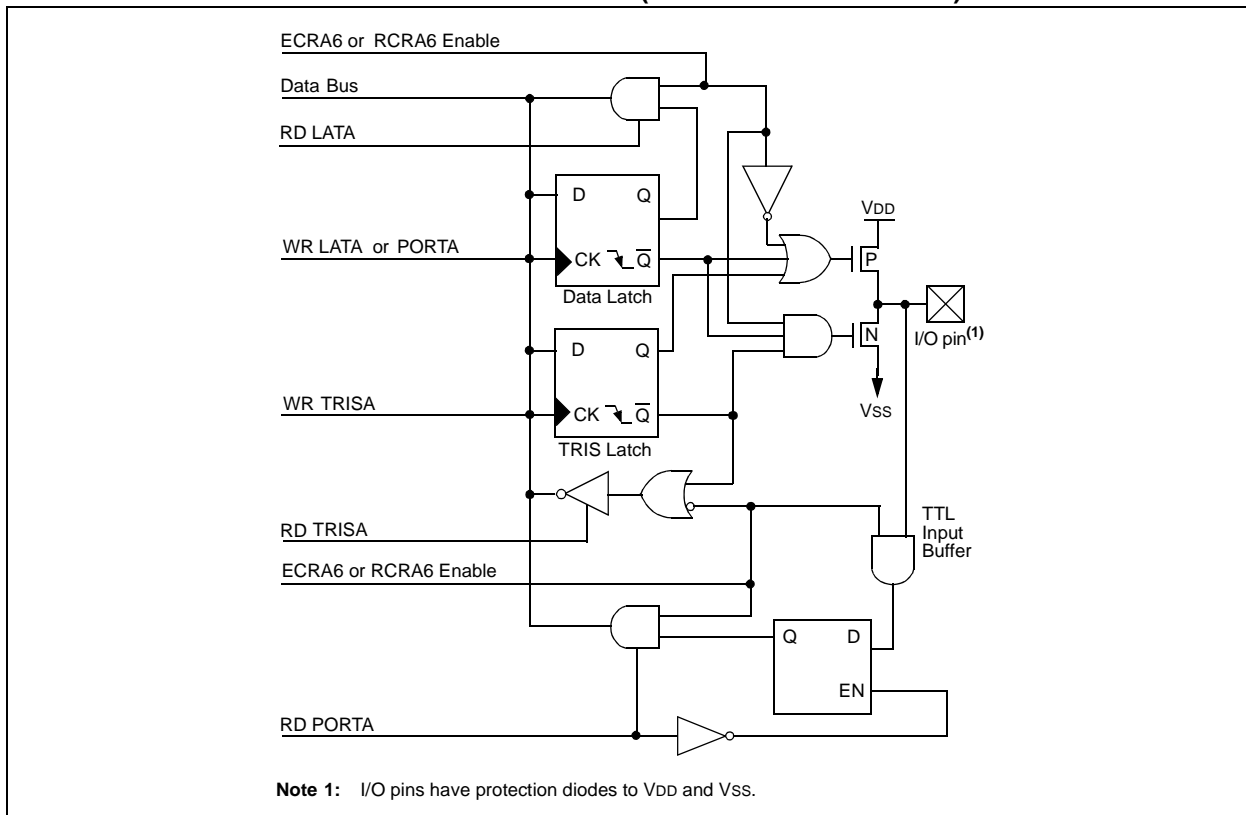 ECRA6 or RCRA6 Enable
Data Bus
RD LATA
D Q
VDD
WR LATA or PORTA
CK Q̅
P
Data Latch
D Q
N
I/O pin(1)
WR TRISA
CK Q̅
VSS
TRIS Latch
TTL
Input
Buffer
RD TRISA
ECRA6 or RCRA6 Enable
Q D
EN
RD PORTA
Note 1: I/O pins have protection diodes to VDD and VSS.